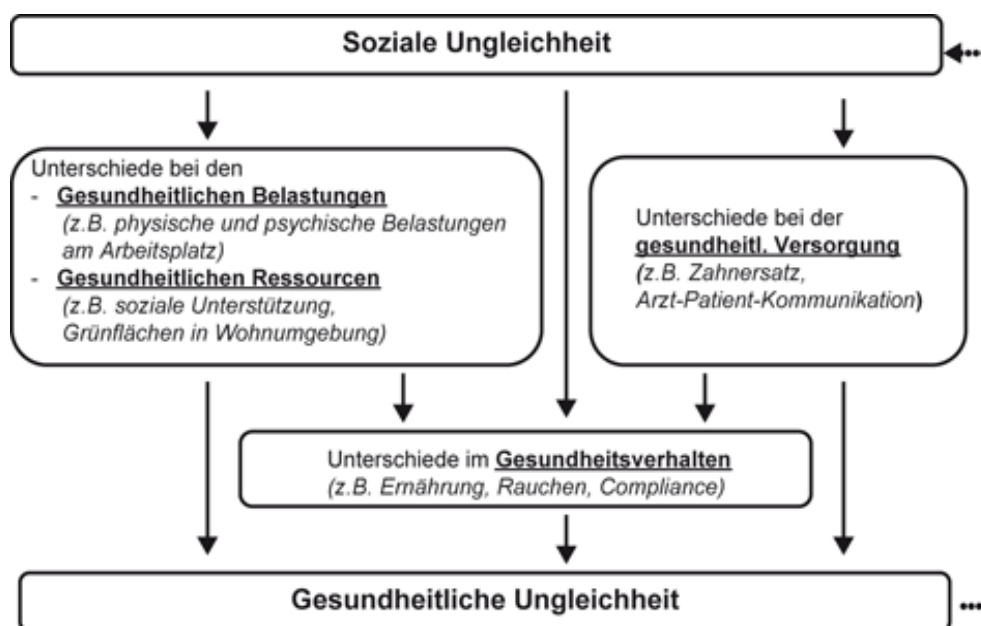 Soziale Ungleichheit
Unterschiede bei den
- Gesundheitlichen Belastungen
(z.B. physische und psychische Belastungen
am Arbeitsplatz)
- Gesundheitlichen Ressourcen
(z.B. soziale Unterstützung,
Grünflächen in Wohnumgebung)
Unterschiede bei der
gesundheitl. Versorgung
(z.B. Zahnersatz,
Arzt-Patient-Kommunikation)
Unterschiede im Gesundheitsverhalten
(z.B. Ernährung, Rauchen, Compliance)
Gesundheitliche Ungleichheit